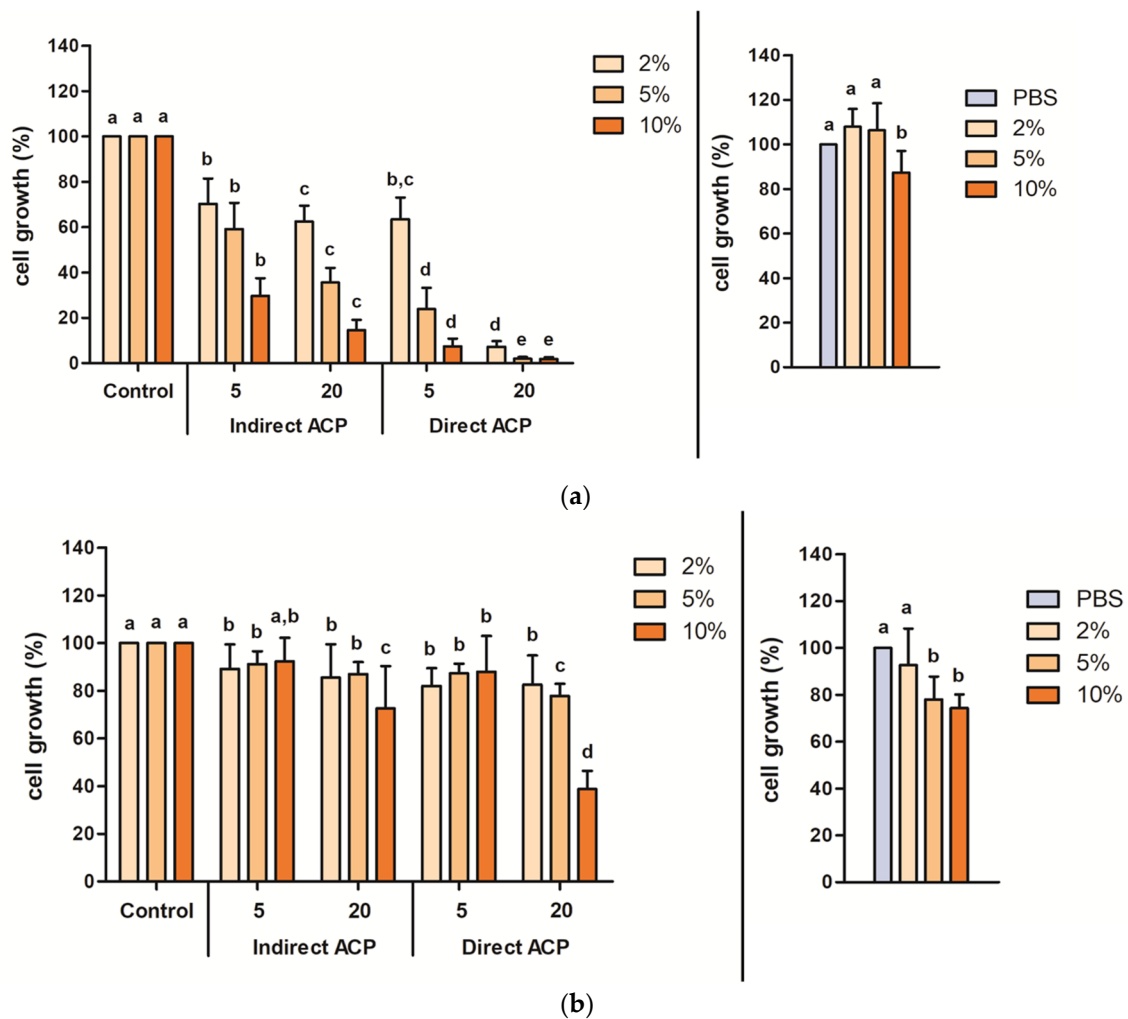 140
120
100
80
60
40
20
0
cell growth (%)
a a a
b b b
c c c
b,c d d
d e e
Control 5 20 5 20
Indirect ACP Direct ACP
2%
5%
10%
140
120
100
80
60
40
20
0
cell growth (%)
a a a b
PBS
2%
5%
10%
(a)
140
120
100
80
60
40
20
0
cell growth (%)
a a a
b b a,b
b b c
b b b
b c d
Control 5 20 5 20
Indirect ACP Direct ACP
2%
5%
10%
140
120
100
80
60
40
20
0
cell growth (%)
a a b b
PBS
2%
5%
10%
(b)